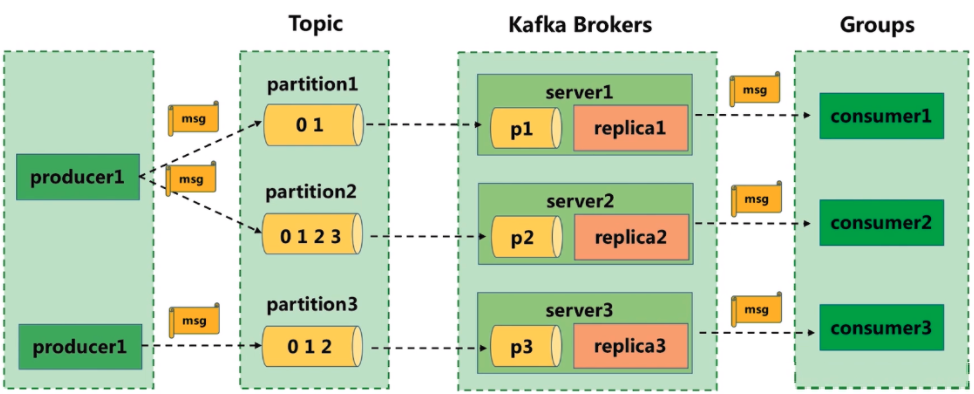 Topic
Kafka Brokers
Groups
partition1
0 1
msg
msg
producer1
partition2
0 1 2 3
msg
producer1
partition3
0 1 2
server1
p1
replica1
server2
p2
replica2
server3
p3
replica3
msg
consumer1
msg
consumer2
msg
consumer3